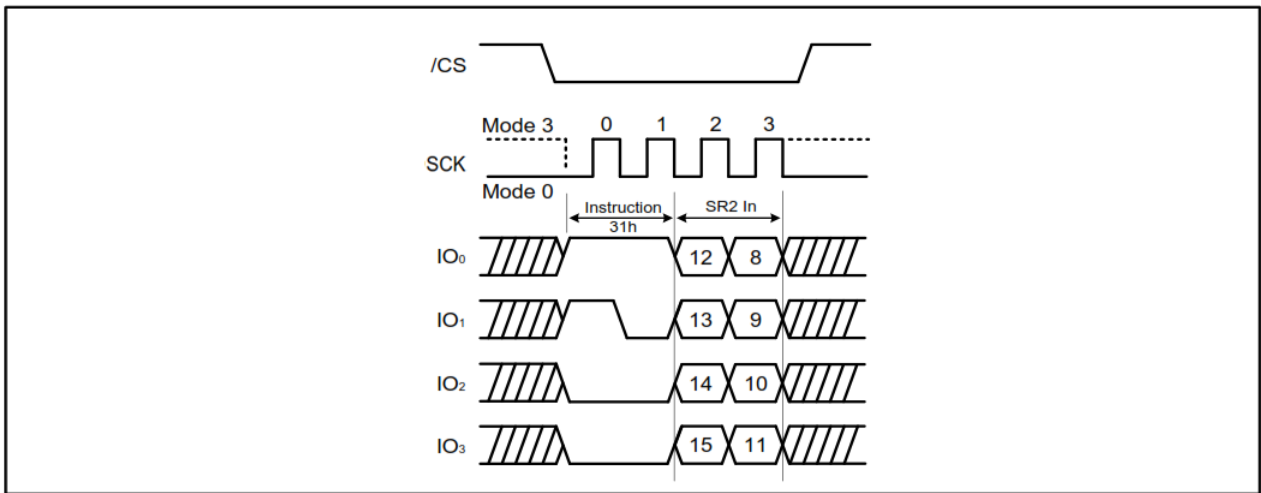 /CS
Mode 3 0 1 2 3
SCK
Mode 0
Instruction SR2 In
31h
IO₀ 12 8
IO₁ 13 9
IO₂ 14 10
IO₃ 15 11